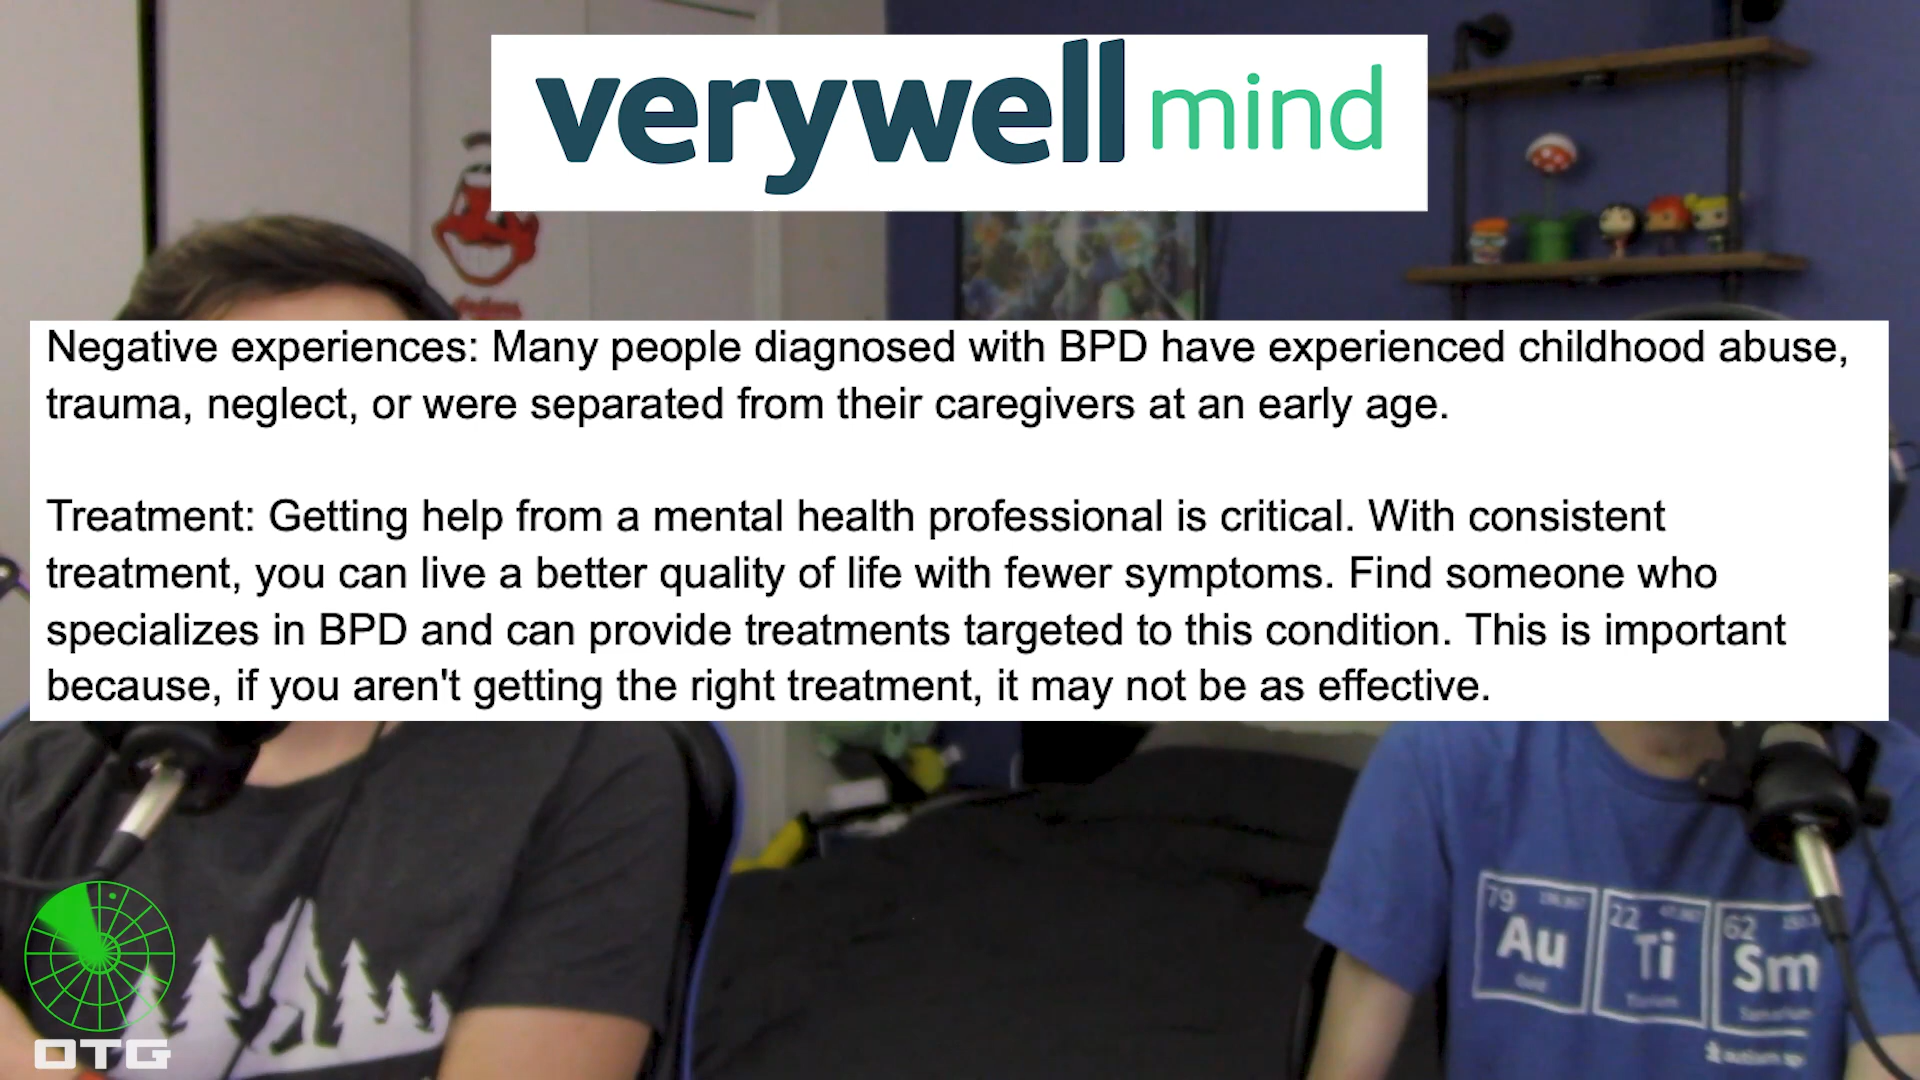 verywell mind
Negative experiences: Many people diagnosed with BPD have experienced childhood abuse,
trauma, neglect, or were separated from their caregivers at an early age.
Treatment: Getting help from a mental health professional is critical. With consistent
treatment, you can live a better quality of life with fewer symptoms. Find someone who
specializes in BPD and can provide treatments targeted to this condition. This is important
because, if you aren't getting the right treatment, it may not be as effective.
79 22 62
Au Ti Sm
OTG